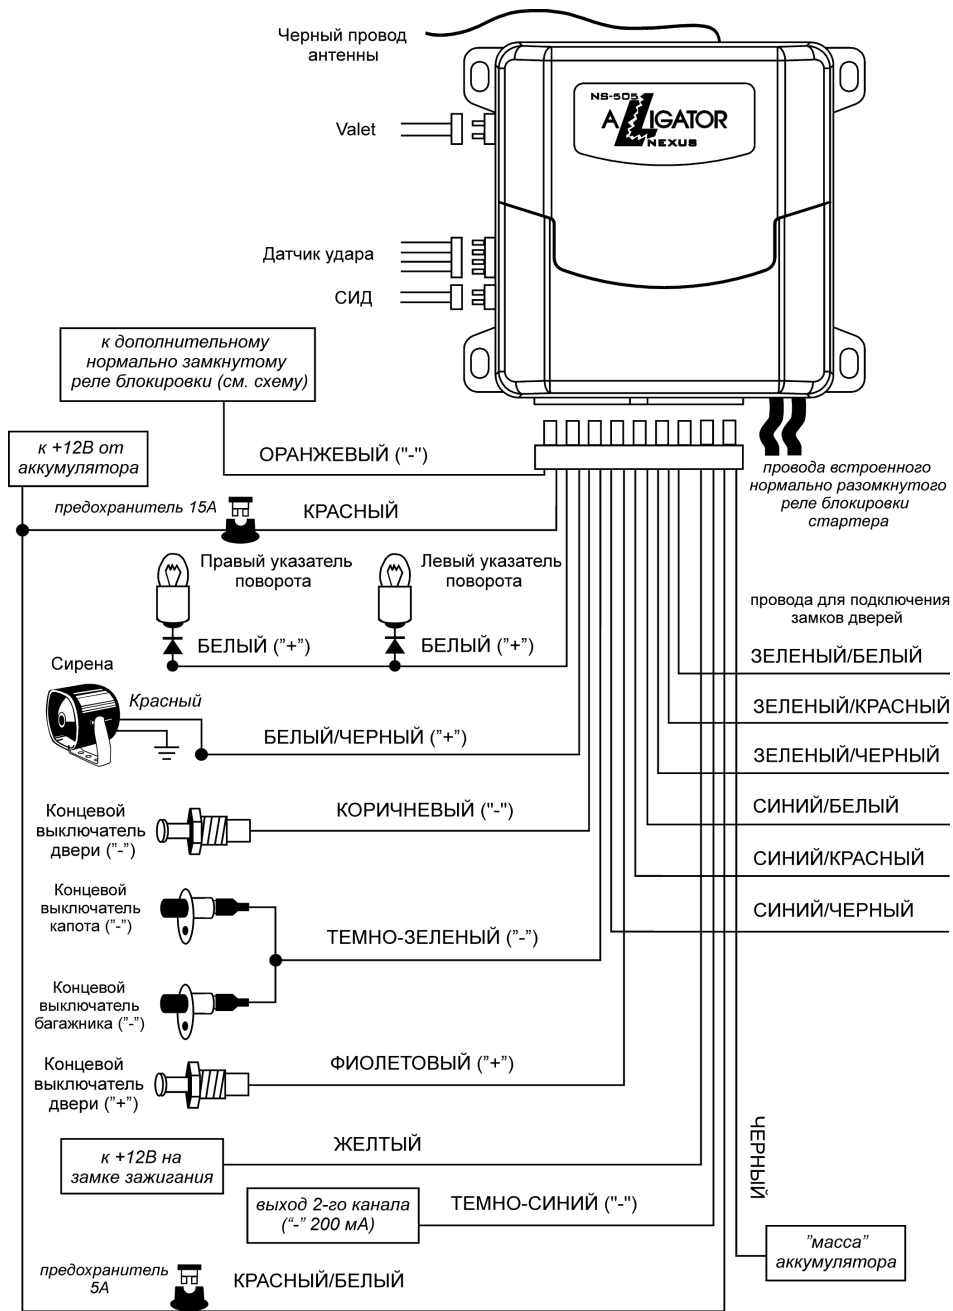 Черный провод
антенны
NS-505
ALLIGATOR
NEXUS
Valet
Датчик удара
СИД
к дополнительному
нормально замкнутому
реле блокировки (см. схему)
к +12В от
аккумулятора
ОРАНЖЕВЫЙ ("-")
провода встроенного
нормально разомкнутого
реле блокировки
стартера
предохранитель 15А
КРАСНЫЙ
Правый указатель
поворота
Левый указатель
поворота
БЕЛЫЙ ("+")
БЕЛЫЙ ("+")
провода для подключения
замков дверей
ЗЕЛЕНЫЙ/БЕЛЫЙ
ЗЕЛЕНЫЙ/КРАСНЫЙ
ЗЕЛЕНЫЙ/ЧЕРНЫЙ
СИНИЙ/БЕЛЫЙ
СИНИЙ/КРАСНЫЙ
СИНИЙ/ЧЕРНЫЙ
Сирена
Красный
БЕЛЫЙ/ЧЕРНЫЙ ("+")
Концевой
выключатель
двери ("-")
КОРИЧНЕВЫЙ ("-")
Концевой
выключатель
капота ("-")
ТЕМНО-ЗЕЛЕНЫЙ ("-")
Концевой
выключатель
багажника ("-")
Концевой
выключатель
двери ("+")
ФИОЛЕТОВЫЙ ("+")
ЖЕЛТЫЙ
к +12В на
замке зажигания
выход 2-го канала
("-" 200 мА)
ТЕМНО-СИНИЙ ("-")
ЧЕРНЫЙ
"масса"
аккумулятора
предохранитель
5А
КРАСНЫЙ/БЕЛЫЙ